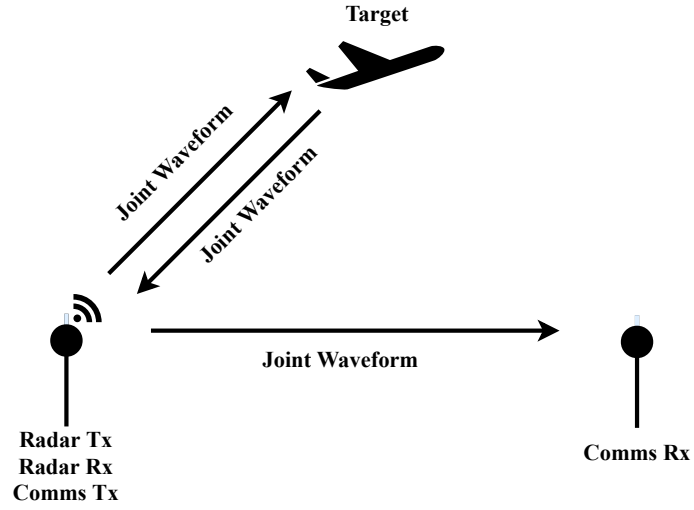 Target
Joint Waveform
Joint Waveform
Joint Waveform
Radar Tx
Radar Rx
Comms Tx
Comms Rx